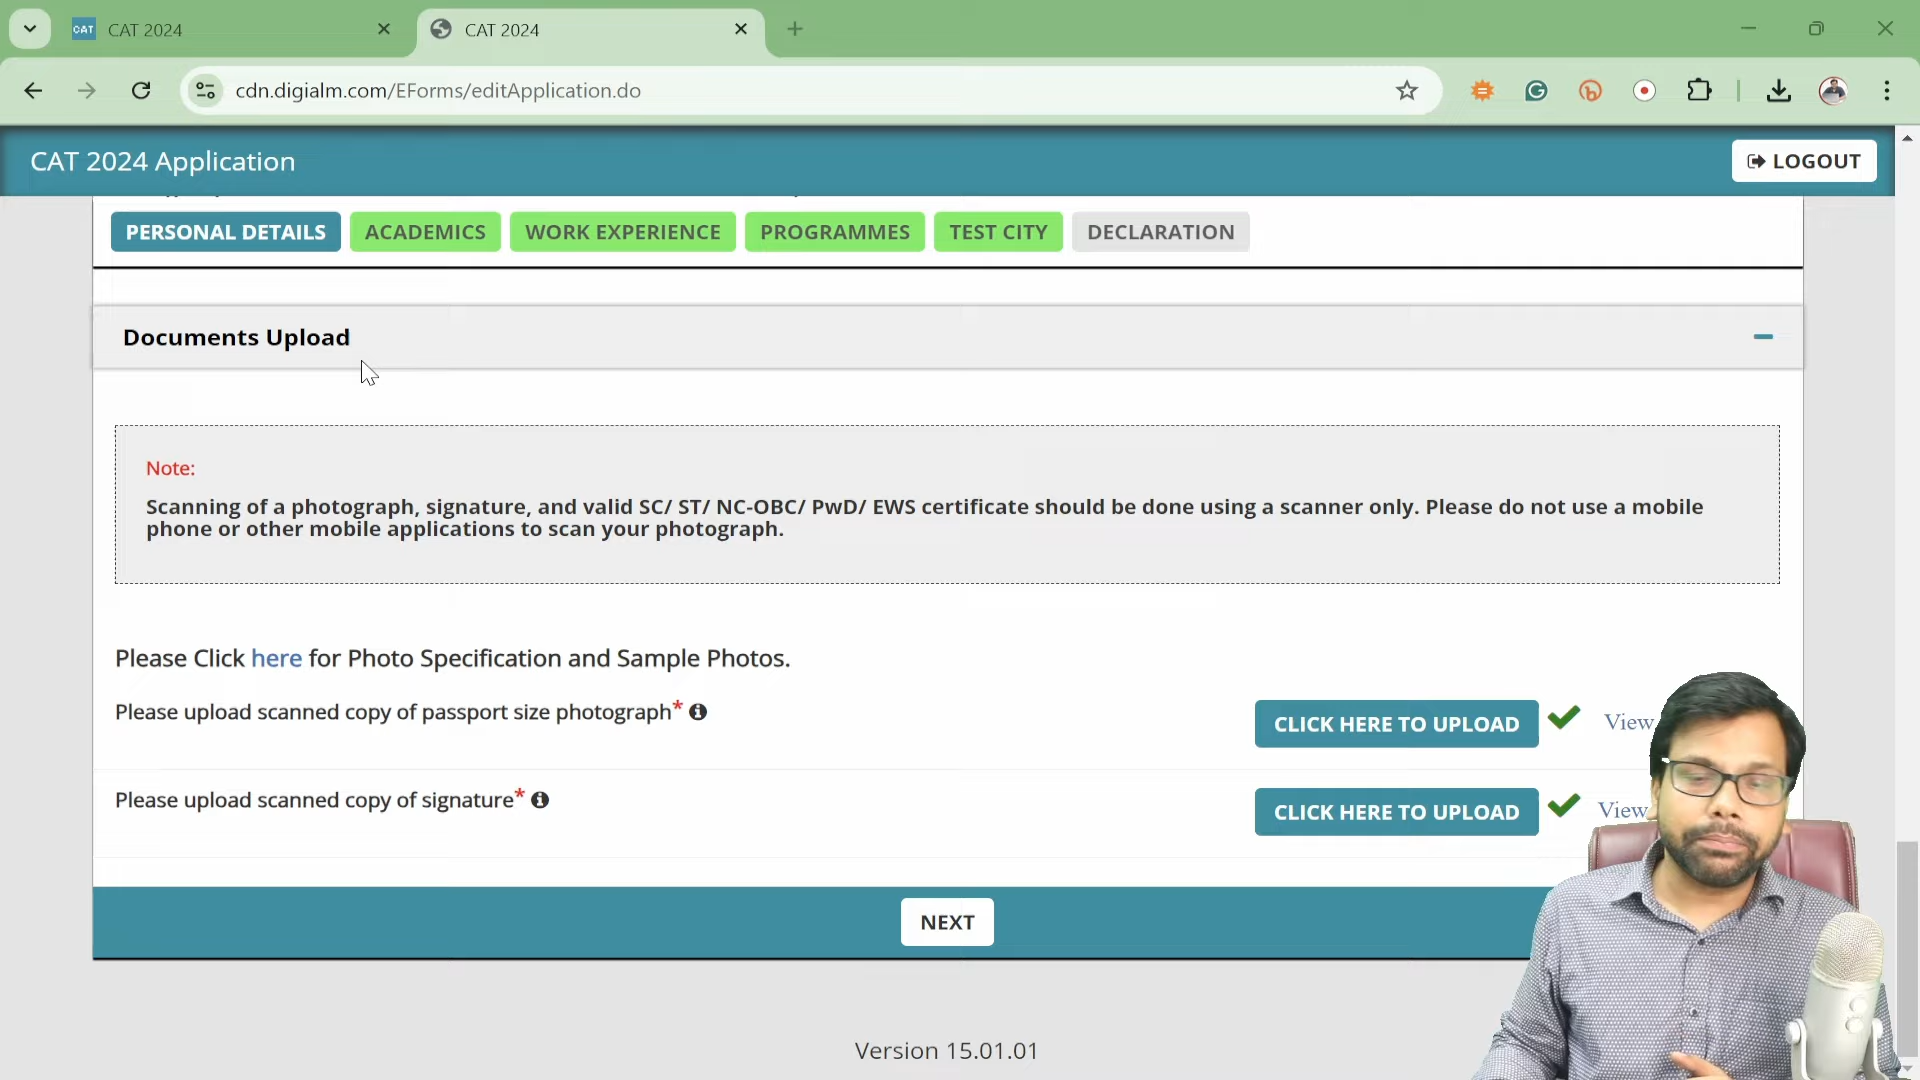 CAT CAT 2024
CAT 2024
cdn.digialm.com/EForms/editApplication.do
CAT 2024 Application
LOGOUT
PERSONAL DETAILS
ACADEMICS
WORK EXPERIENCE
PROGRAMMES
TEST CITY
DECLARATION
Documents Upload
Note:
Scanning of a photograph, signature, and valid SC/ ST/ NC-OBC/ PwD/ EWS certificate should be done using a scanner only. Please do not use a mobile
phone or other mobile applications to scan your photograph.
Please Click here for Photo Specification and Sample Photos.
Please upload scanned copy of passport size photograph*
CLICK HERE TO UPLOAD
View
Please upload scanned copy of signature*
CLICK HERE TO UPLOAD
View
NEXT
Version 15.01.01